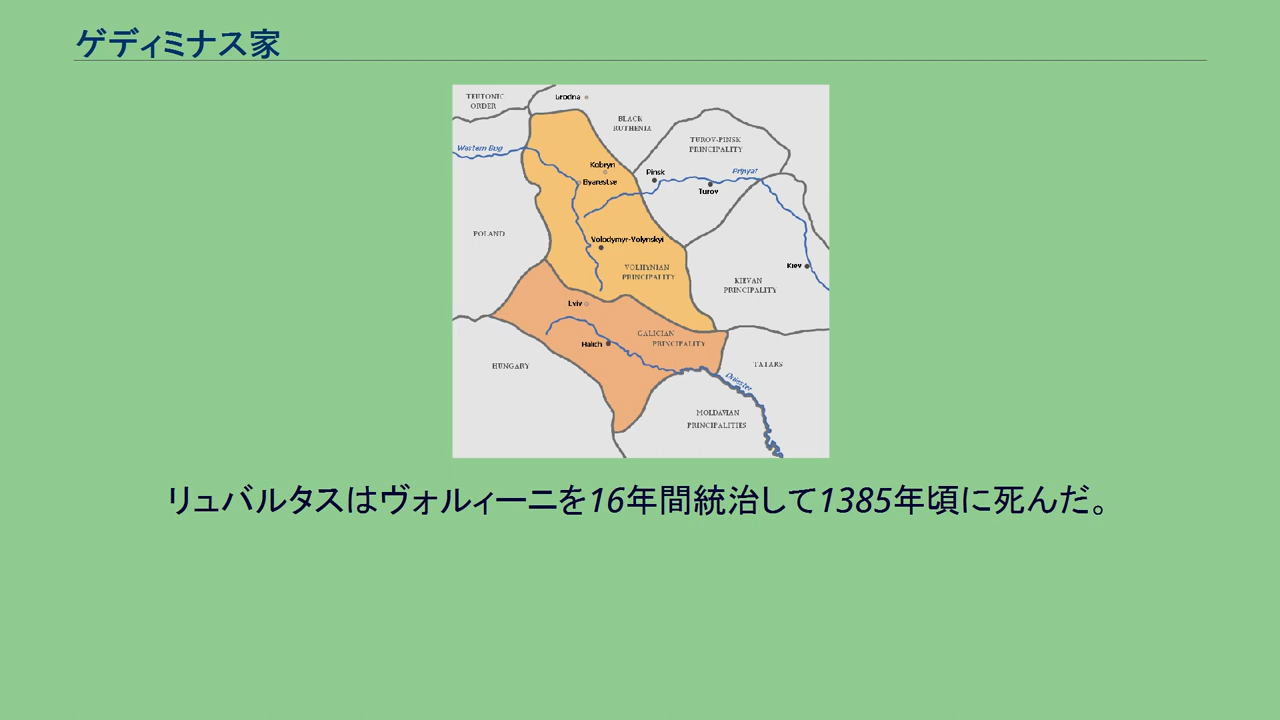 ゲディミナス家
TEUTONIC
ORDER
Grodna
BLACK
RUTHENIA
TUROV-PINSK
PRINCIPALITY
Western Bug
Kobryn
Pinsk
Pripyat
Byarestse
Turov
POLAND
Volodymyr-Volynskyi
VOLHYNIAN
PRINCIPALITY
Kiev
KIEVAN
PRINCIPALITY
Lviv
GALICIAN
PRINCIPALITY
Halich
HUNGARY
TATARS
Dniester
MOLDAVIAN
PRINCIPALITIES
リュバルタスはヴォルィーニを16年間統治して1385年頃に死んだ。